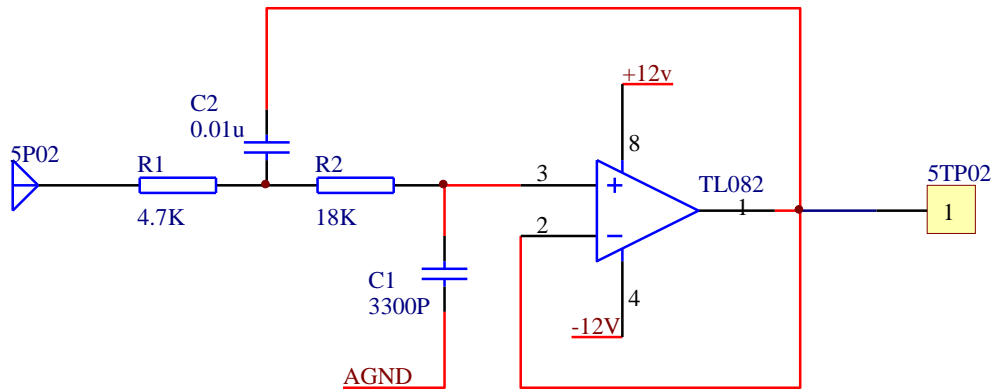 +12v
C2
0.01u
8
5P02
R1
R2
3
TL082
5TP02
4.7K
18K
1
1
2
C1
3300P
4
-12V
AGND